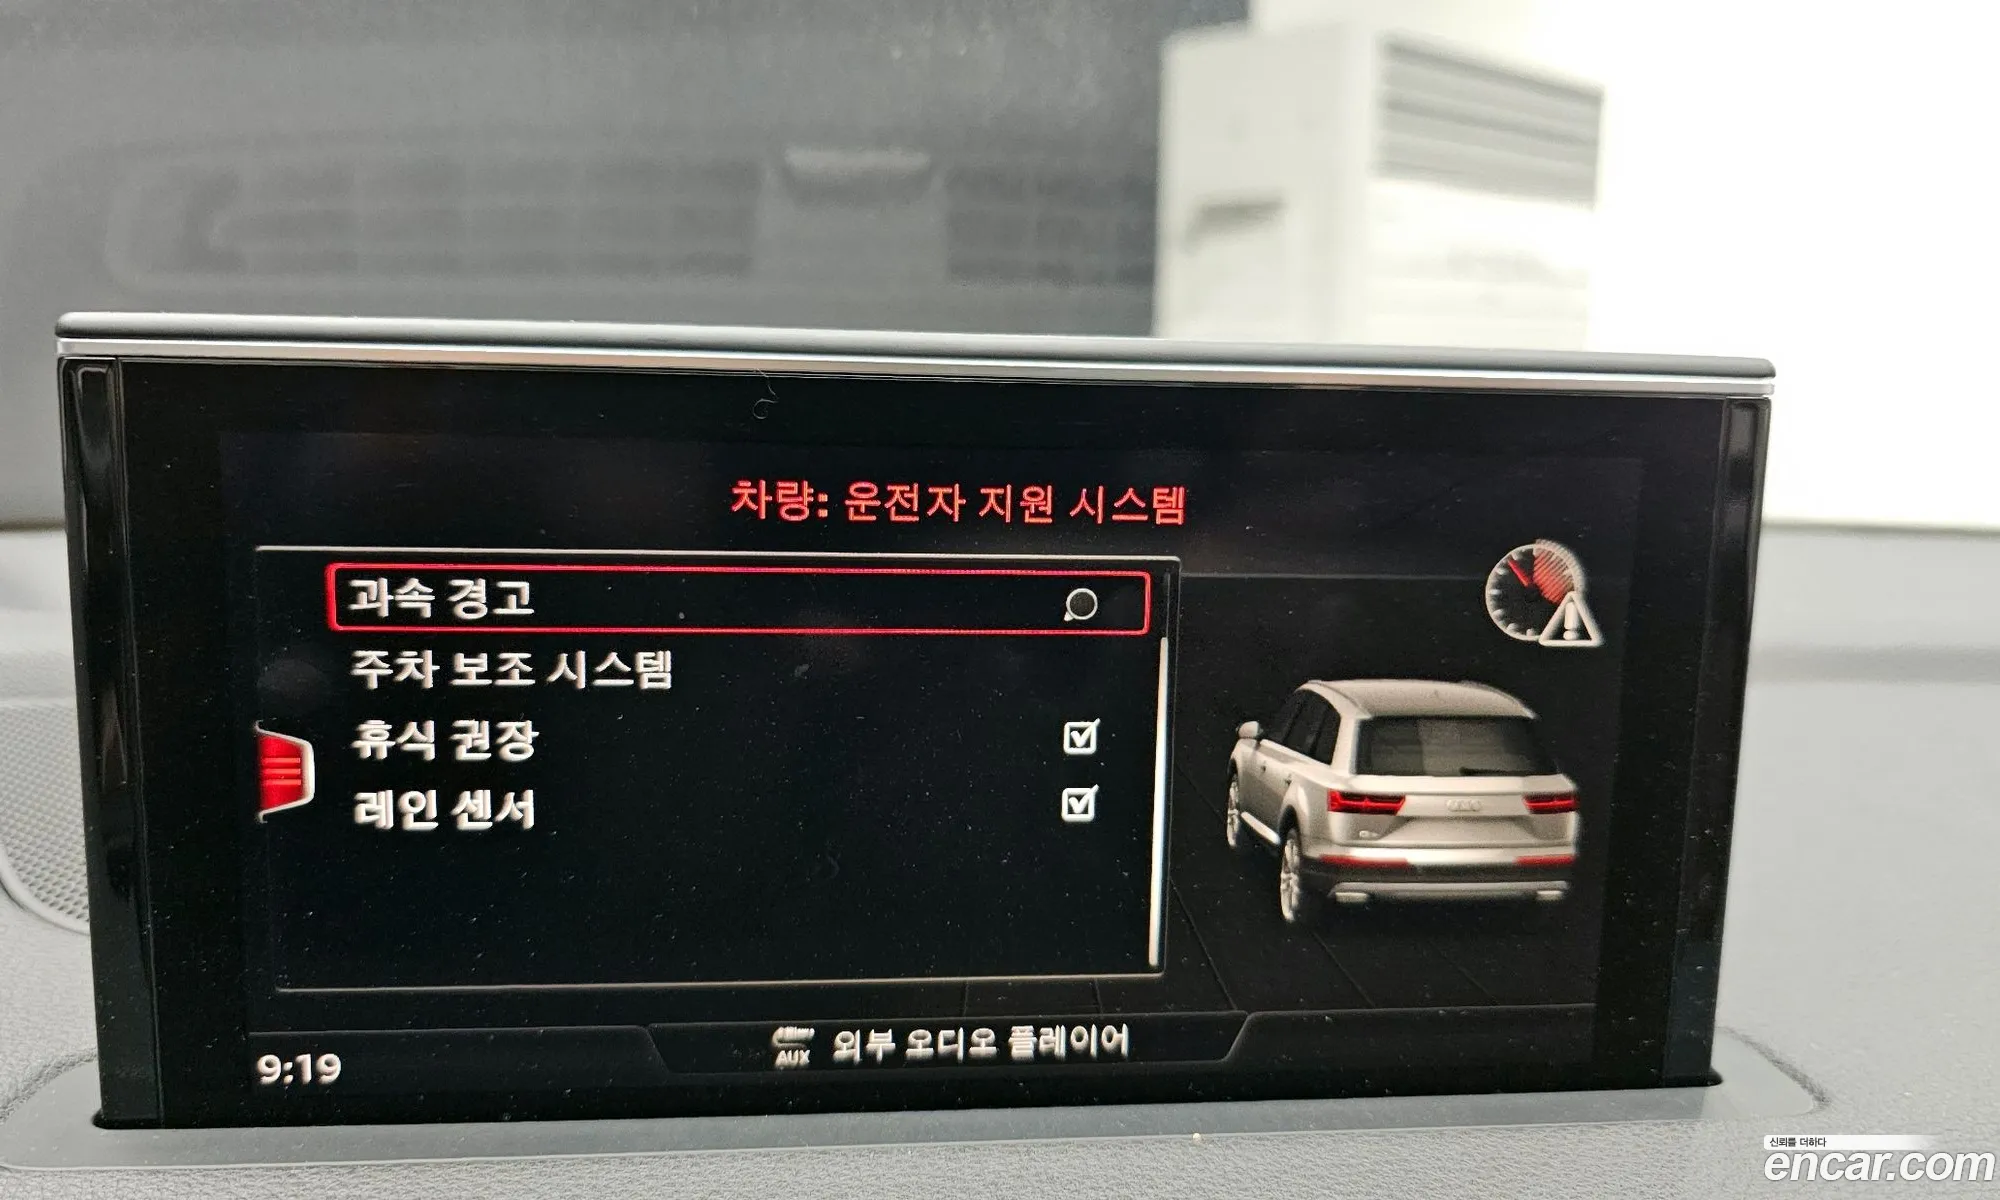 차량: 운전자 지원 시스템
과속 경고
주차 보조 시스템
휴식 권장
레인 센서
AUX 외부 오디오 플레이어
9:19
신뢰를 더하다
encar.com